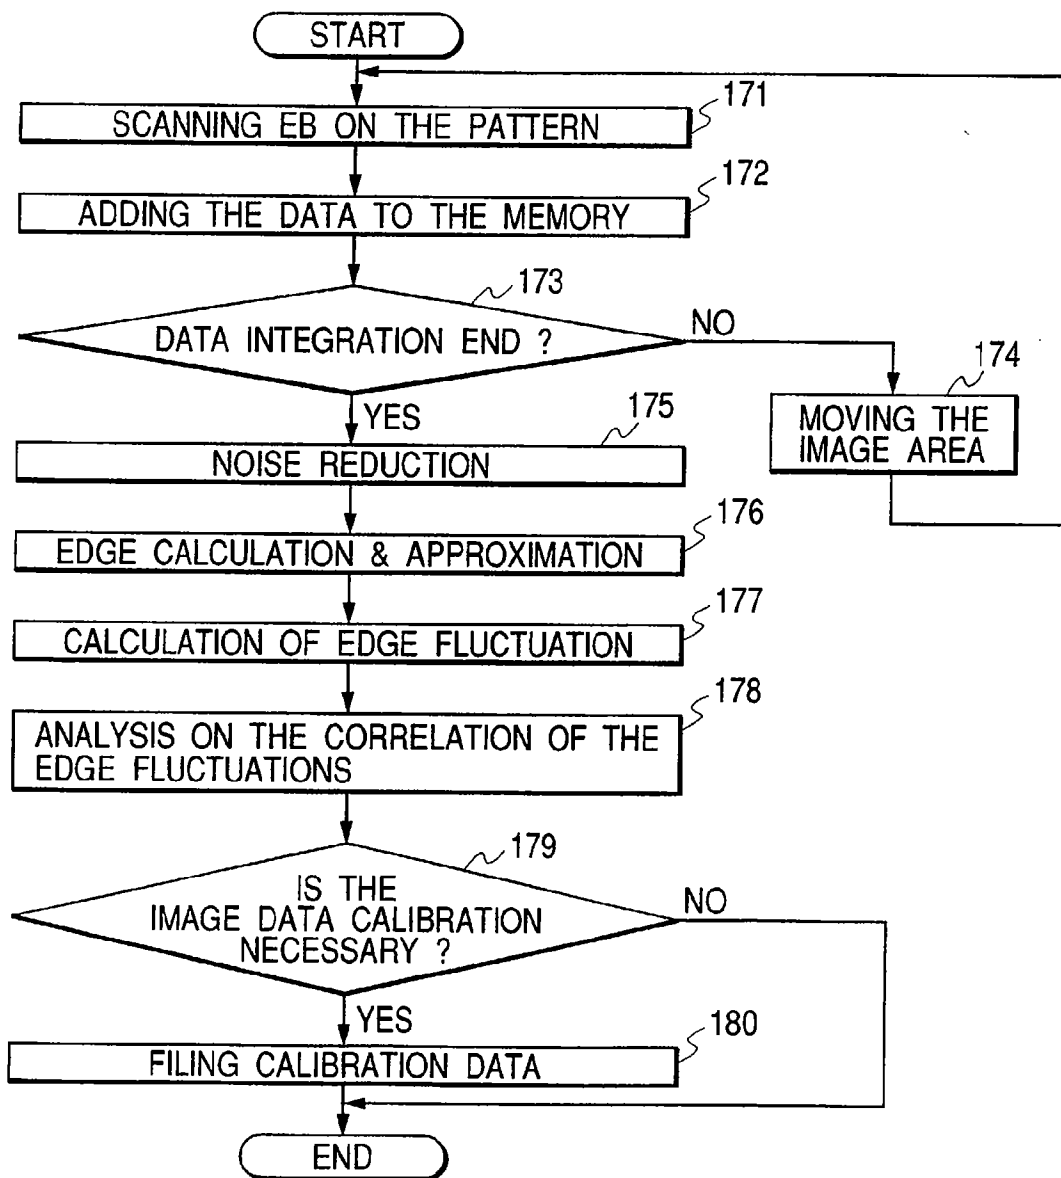 START
171
SCANNING EB ON THE PATTERN
172
ADDING THE DATA TO THE MEMORY
173
DATA INTEGRATION END ?
NO
174
MOVING THE
IMAGE AREA
YES
175
NOISE REDUCTION
176
EDGE CALCULATION & APPROXIMATION
177
CALCULATION OF EDGE FLUCTUATION
178
ANALYSIS ON THE CORRELATION OF THE
EDGE FLUCTUATIONS
179
IS THE
IMAGE DATA CALIBRATION
NECESSARY ?
NO
YES
180
FILING CALIBRATION DATA
END